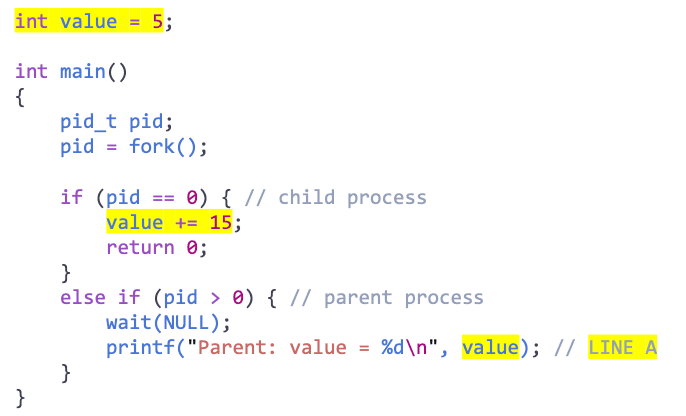 int value = 5;
int main()
{
pid_t pid;
pid = fork();
if (pid == 0) { // child process
value += 15;
return 0;
}
else if (pid > 0) { // parent process
wait(NULL);
printf("Parent: value = %d\n", value); // LINE A
}
}